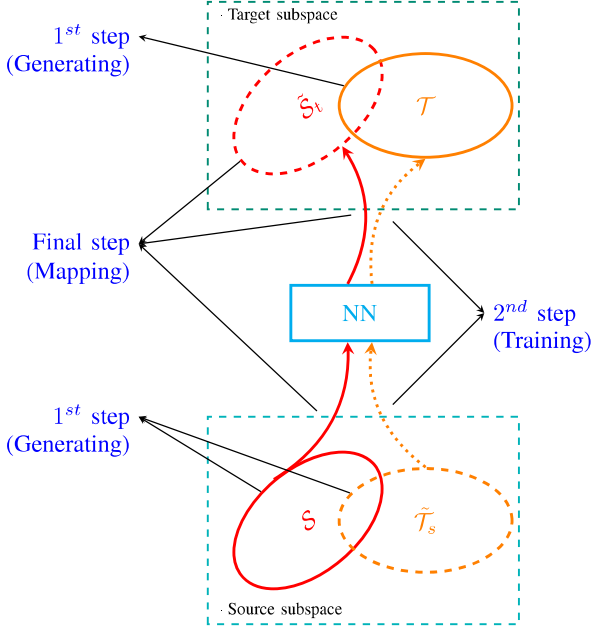 · Target subspace
1st step
(Generating)
S̃t
𝒯
Final step
(Mapping)
NN
2nd step
(Training)
1st step
(Generating)
S
𝒯̃s
· Source subspace